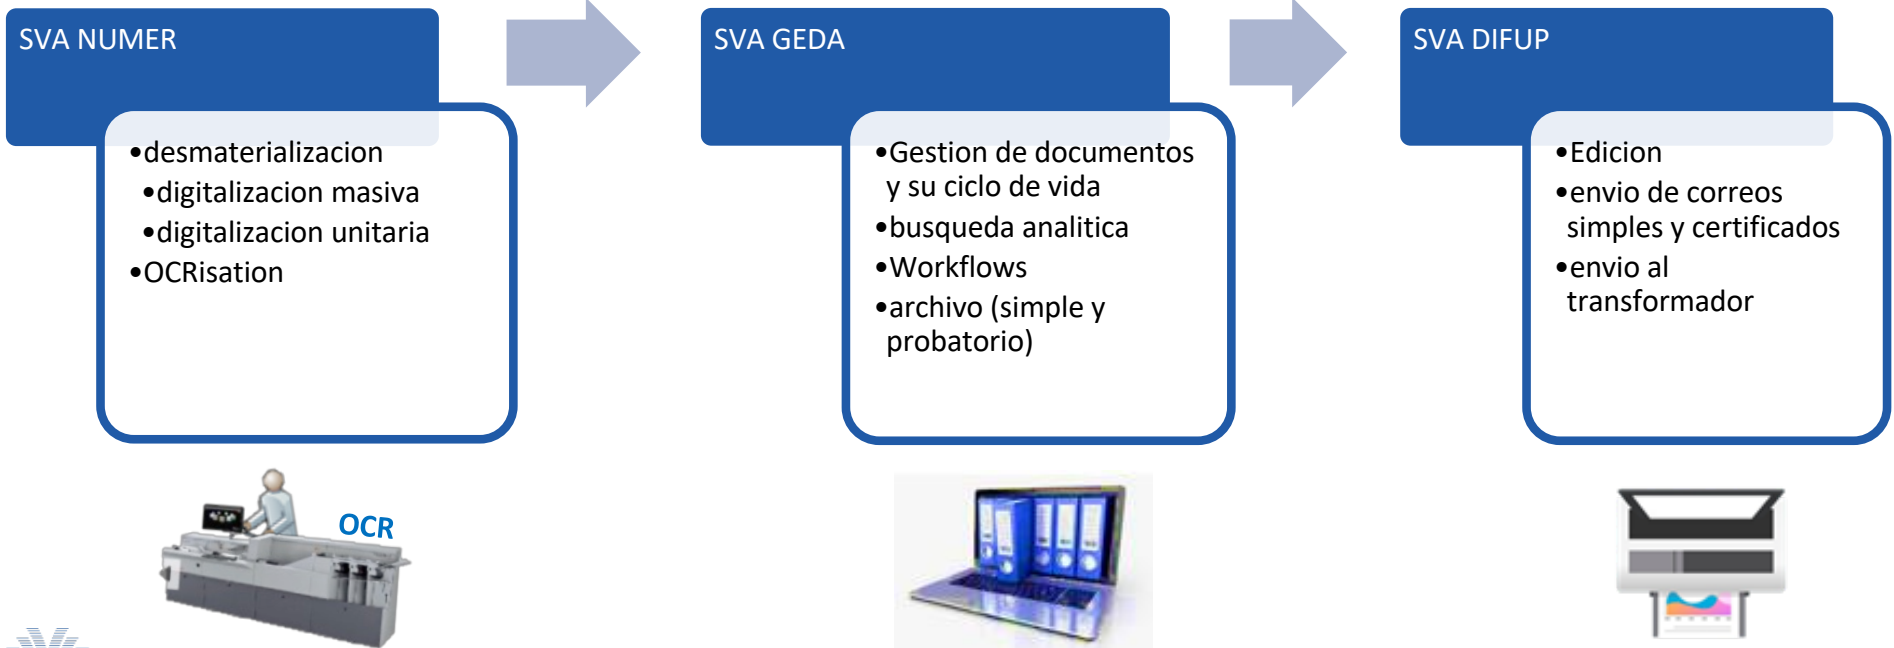 SVA NUMER
•desmaterializacion
•digitalizacion masiva
•digitalizacion unitaria
•OCRisation
OCR
SVA GEDA
•Gestion de documentos
y su ciclo de vida
•busqueda analitica
•Workflows
•archivo (simple y
probatorio)
SVA DIFUP
•Edicion
•envio de correos
simples y certificados
•envio al
transformador